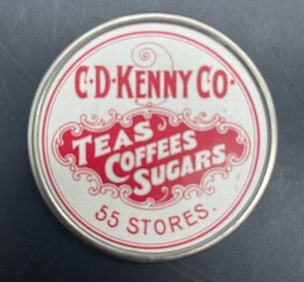 C·D·KENNY CO·
TEAS
COFFEES
SUGARS
55 STORES.